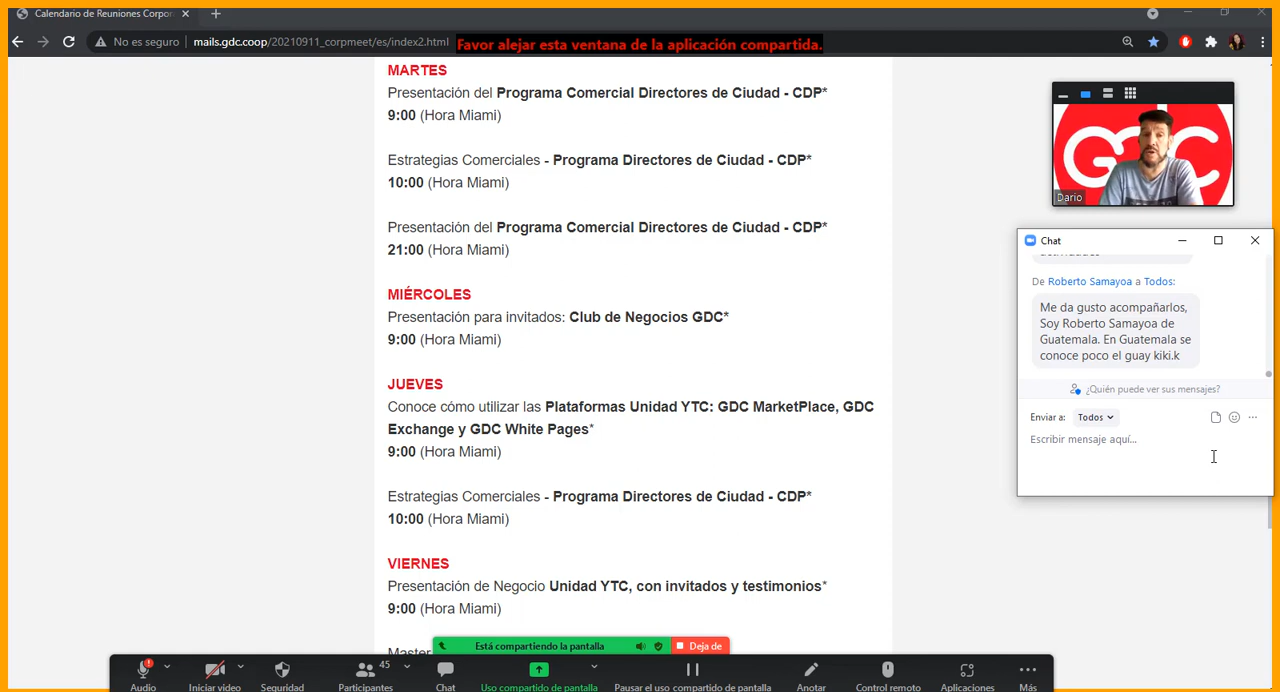 Calendario de Reuniones Corpor
No es seguro
mails.gdc.coop/20210911_corpmeet/es/index2.html
Favor alejar esta ventana de la aplicación compartida.
MARTES
Presentación del Programa Comercial Directores de Ciudad - CDP*
9:00 (Hora Miami)
Estrategias Comerciales - Programa Directores de Ciudad - CDP*
10:00 (Hora Miami)
Presentación del Programa Comercial Directores de Ciudad - CDP*
21:00 (Hora Miami)
MIÉRCOLES
Presentación para invitados: Club de Negocios GDC*
9:00 (Hora Miami)
JUEVES
Conoce cómo utilizar las Plataformas Unidad YTC: GDC MarketPlace, GDC
Exchange y GDC White Pages*
9:00 (Hora Miami)
Estrategias Comerciales - Programa Directores de Ciudad - CDP*
10:00 (Hora Miami)
VIERNES
Presentación de Negocio Unidad YTC, con invitados y testimonios*
9:00 (Hora Miami)
Master
GDC
Dario
Chat
De Roberto Samayoa a Todos:
Me da gusto acompañarlos,
Soy Roberto Samayoa de
Guatemala. En Guatemala se
conoce poco el guay kiki.k
¿Quién puede ver sus mensajes?
Enviar a: Todos
Escribir mensaje aquí...
Está compartiendo la pantalla
Deja de
45
Audio
Iniciar video
Seguridad
Participantes
Chat
Uso compartido de pantalla
Pausar el uso compartido de pantalla
Anotar
Control remoto
Aplicaciones
Más